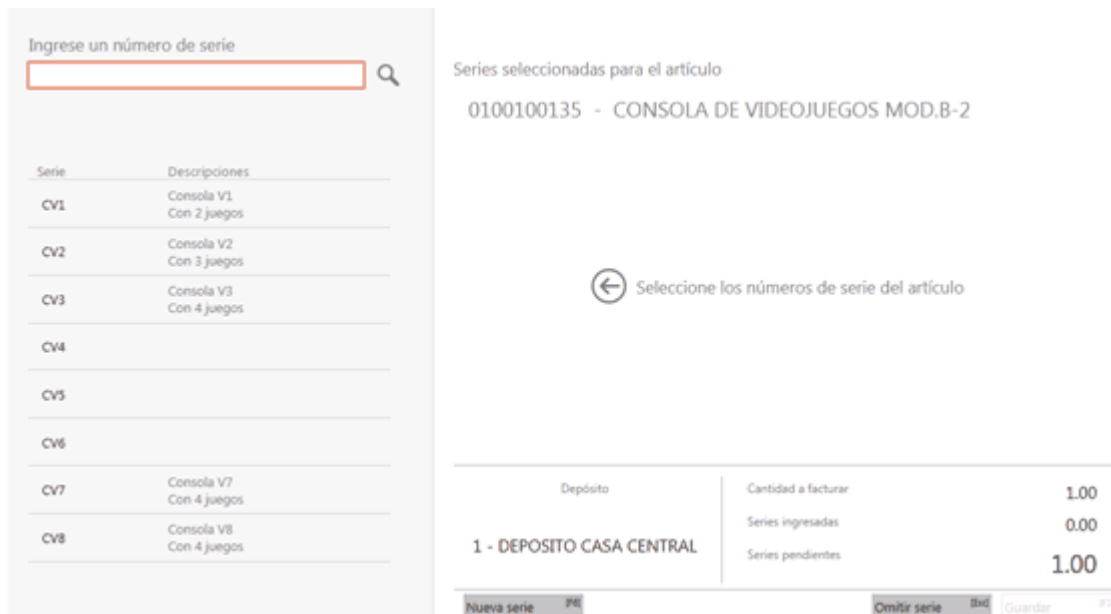 Ingrese un número de serie
Serie Descripciones
CV1 Consola V1
Con 2 juegos
CV2 Consola V2
Con 3 juegos
CV3 Consola V3
Con 4 juegos
CV4
CV5
CV6
CV7 Consola V7
Con 4 juegos
CV8 Consola V8
Con 4 juegos
Series seleccionadas para el artículo
0100100135 - CONSOLA DE VIDEOJUEGOS MOD.B-2
Seleccione los números de serie del artículo
Depósito
1 - DEPOSITO CASA CENTRAL
Cantidad a facturar 1.00
Series ingresadas 0.00
Series pendientes 1.00
Nueva serie
Omitir serie
Guardar